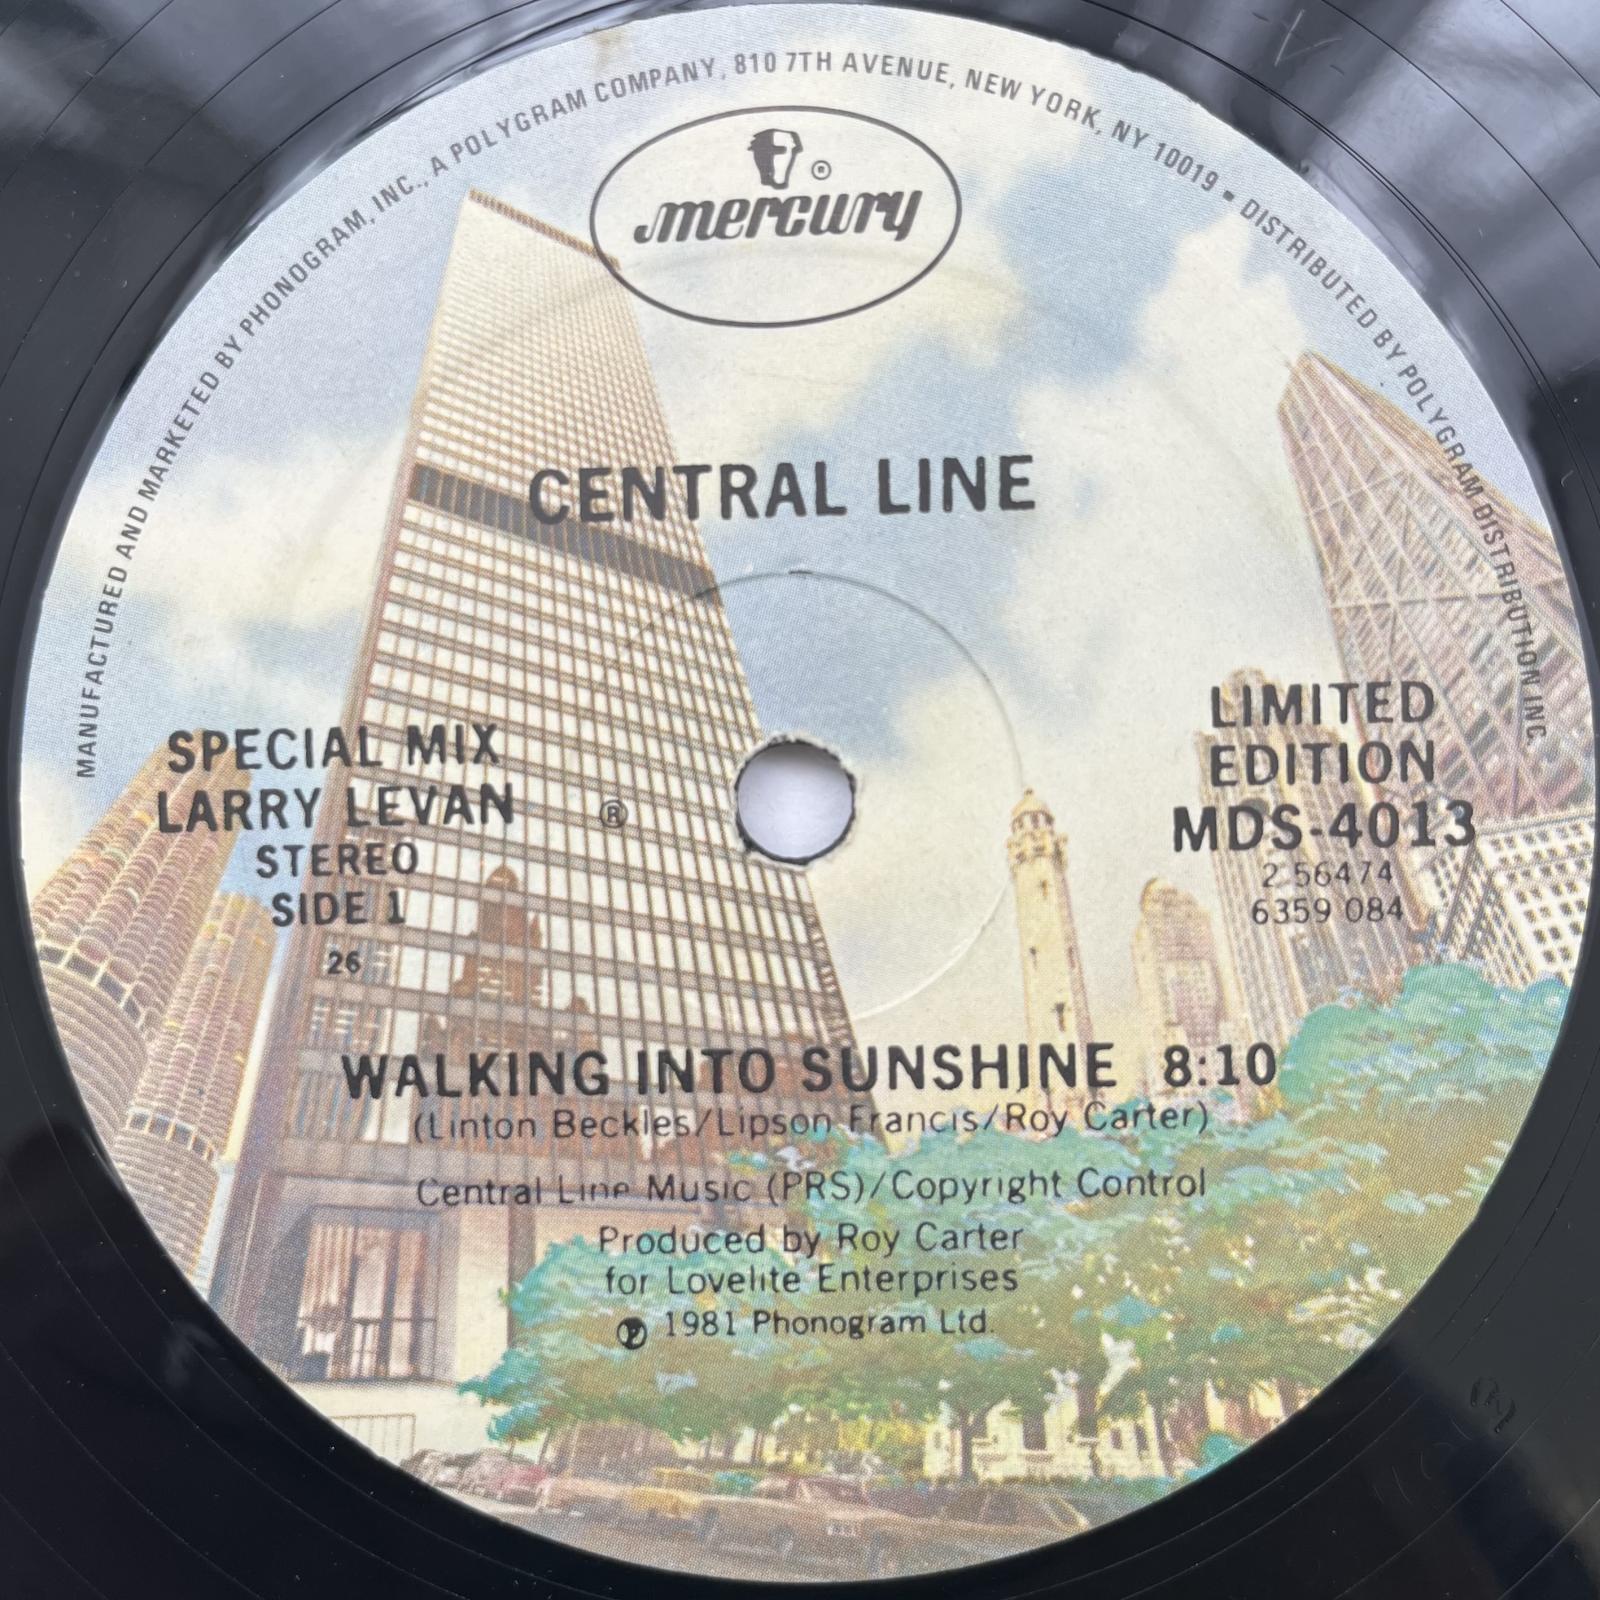 MANUFACTURED AND MARKETED BY PHONOGRAM, INC., A POLYGRAM COMPANY, 810 7TH AVENUE, NEW YORK, NY 10019 ▪ DISTRIBUTED BY POLYGRAM DISTRIBUTION INC.
®
mercury
CENTRAL LINE
SPECIAL MIX
LARRY LEVAN
STEREO
SIDE 1
26
®
LIMITED
EDITION
MDS-4013
2 56474
6359 084
WALKING INTO SUNSHINE 8:10
(Linton Beckles/Lipson Francis/Roy Carter)
Central Line Music (PRS)/Copyright Control
Produced by Roy Carter
for Lovelite Enterprises
℗ 1981 Phonogram Ltd.